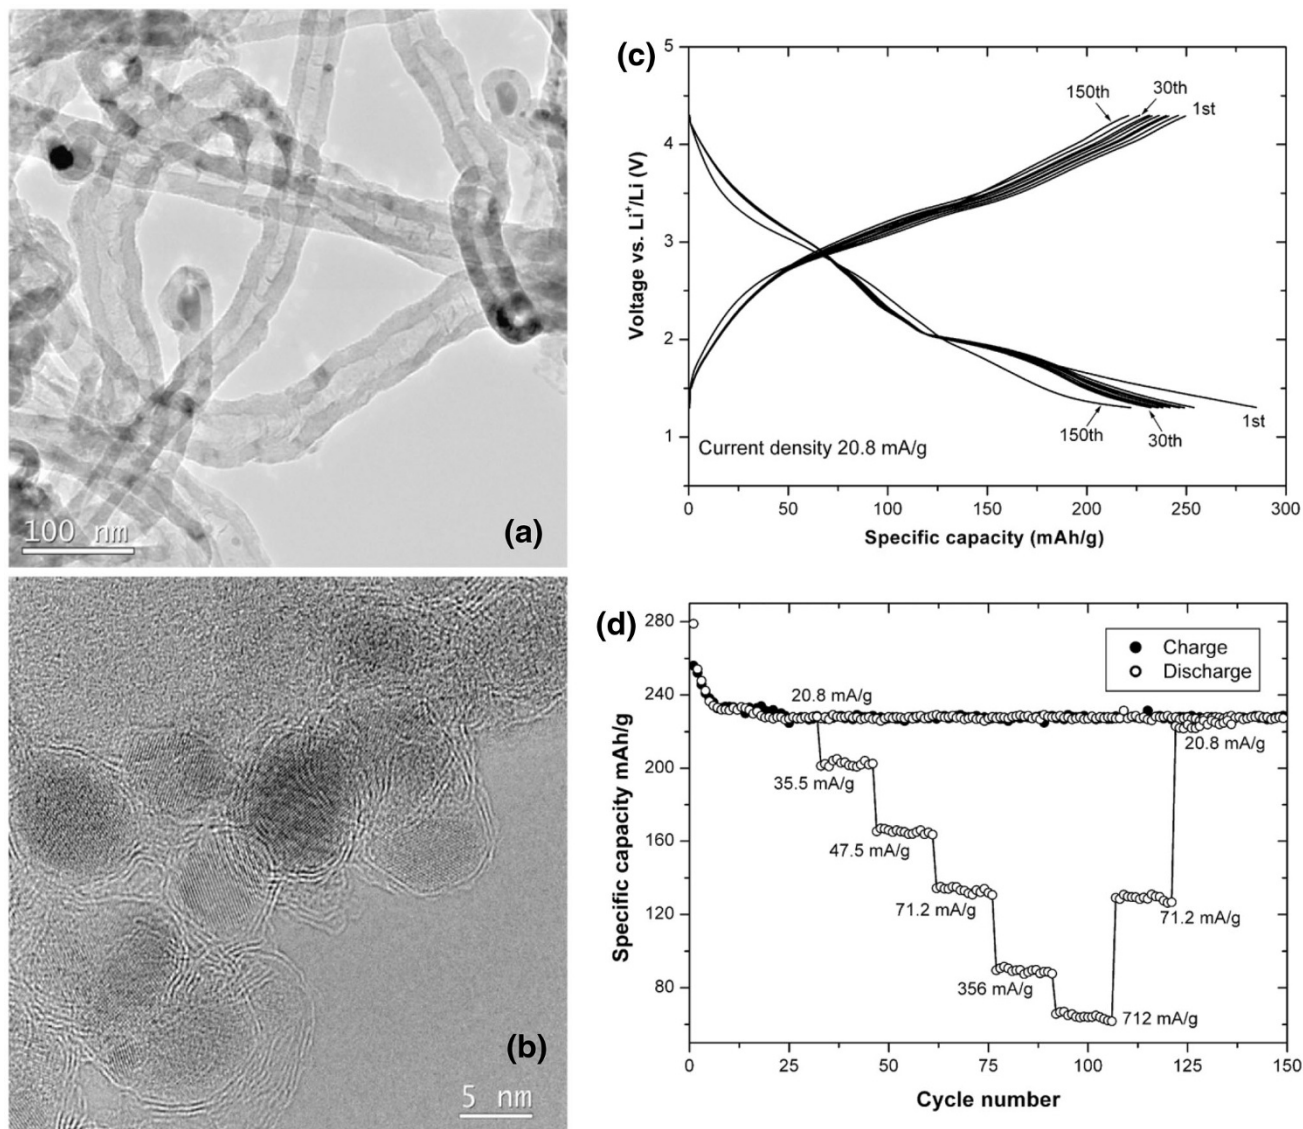 100 nm
(a)
5 nm
(b)
(c)
5
4
3
2
1
Voltage vs. Li⁺/Li (V)
150th
30th
1st
150th
30th
1st
Current density 20.8 mA/g
0
50
100
150
200
250
300
Specific capacity (mAh/g)
(d)
280
240
200
160
120
80
Specific capacity mAh/g
Charge
Discharge
20.8 mA/g
35.5 mA/g
47.5 mA/g
71.2 mA/g
356 mA/g
712 mA/g
71.2 mA/g
20.8 mA/g
0
25
50
75
100
125
150
Cycle number